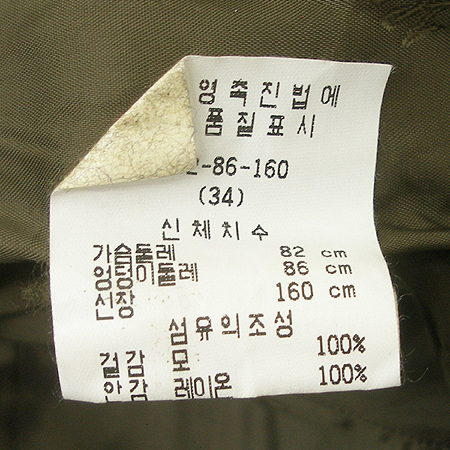 영 촉진법에
품질표시
2-86-160
(34)
신체치수
가슴둘레 82 cm
엉덩이둘레 86 cm
신장 160 cm
섬유의조성
겉감 모 100%
안감 레이온 100%